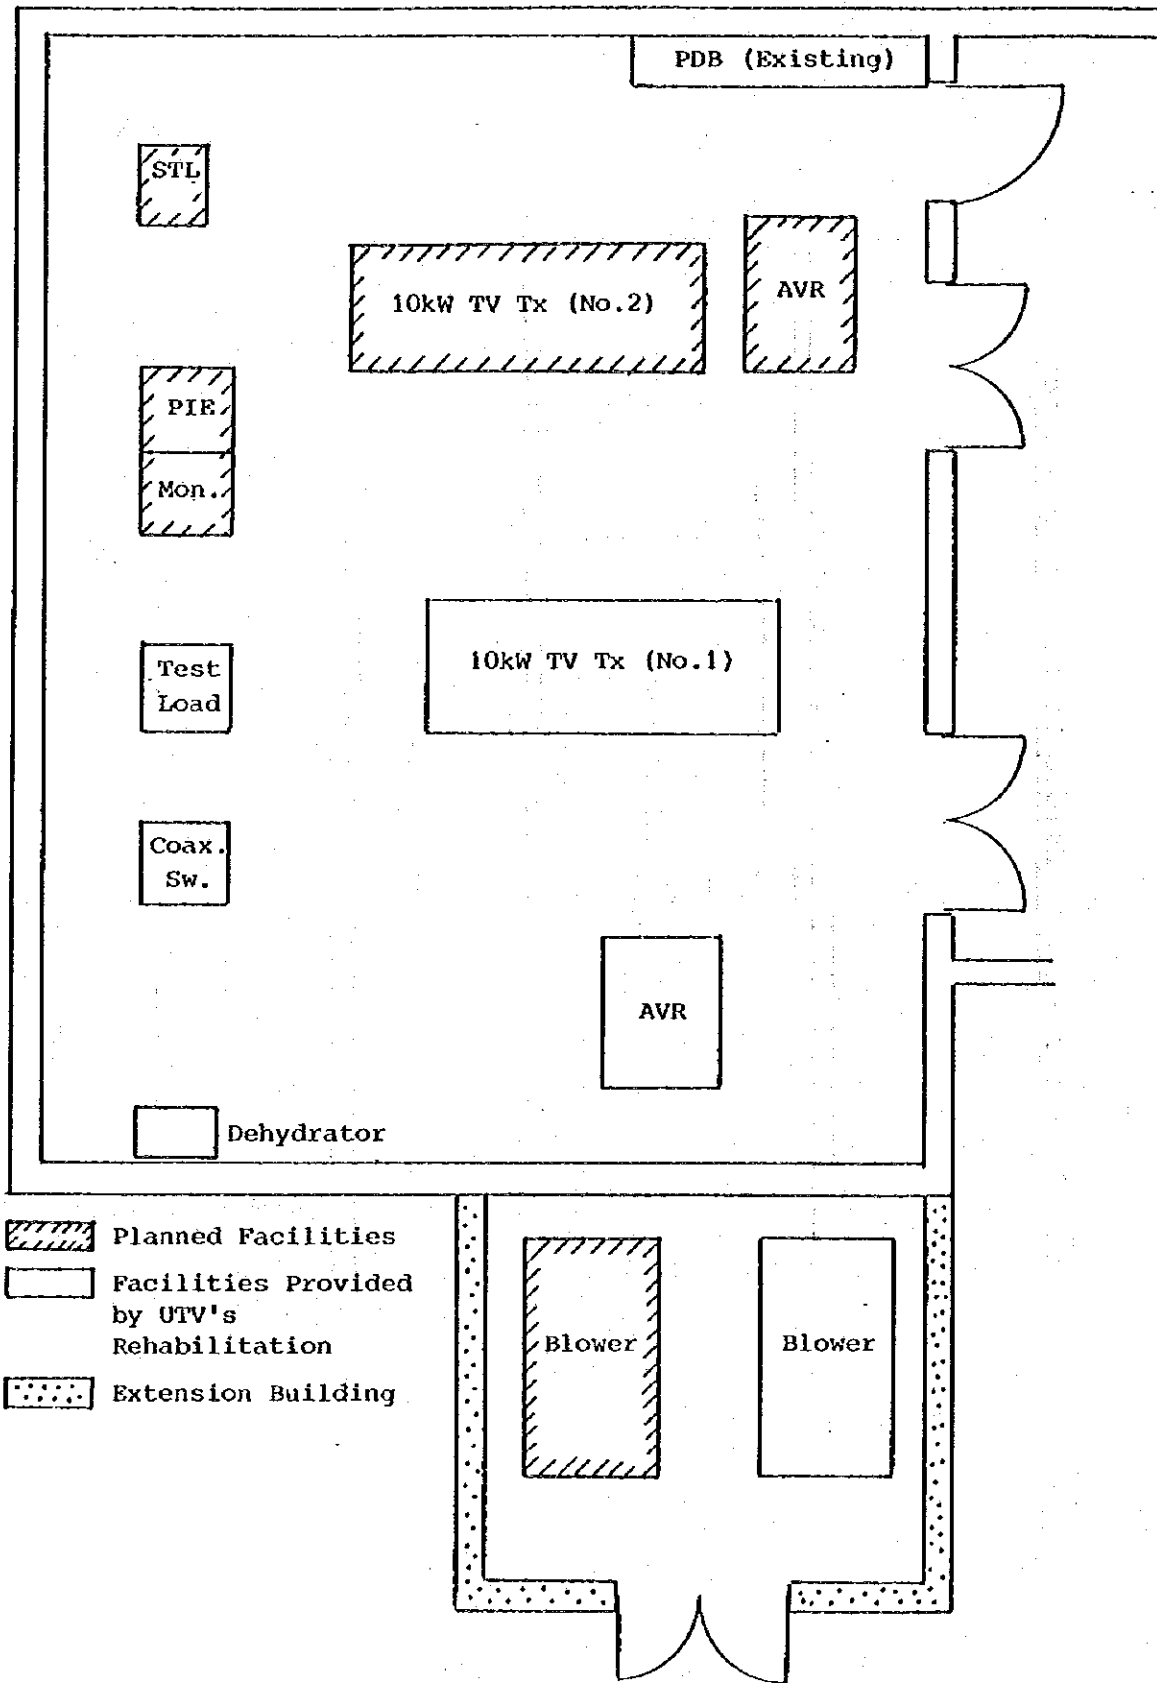 PDB (Existing)
STL
10kW TV Tx (No.2)
AVR
PIE
Mon.
Test
Load
10kW TV Tx (No.1)
Coax.
Sw.
AVR
Dehydrator
Planned Facilities
Facilities Provided
by UTV's
Rehabilitation
Extension Building
Blower
Blower